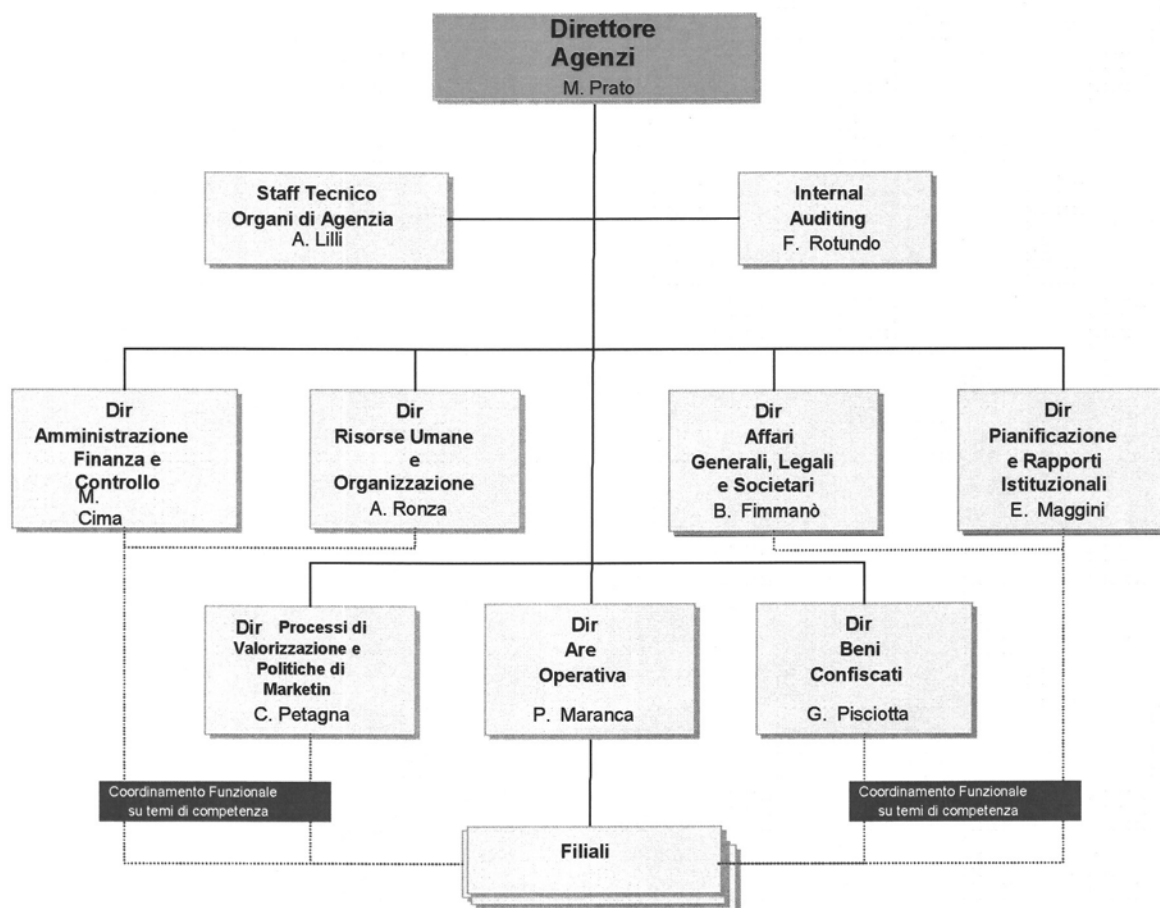 Direttore
Agenzi
M. Prato
Staff Tecnico
Organi di Agenzia
A. Lilli
Internal
Auditing
F. Rotundo
Dir
Amministrazione
Finanza e
Controllo
M.
Cima
Dir
Risorse Umane
e
Organizzazione
A. Ronza
Dir
Affari
Generali, Legali
e Societari
B. Fimmanò
Dir
Pianificazione
e Rapporti
Istituzionali
E. Maggini
Dir Processi di
Valorizzazione e
Politiche di
Marketin
C. Petagna
Dir
Are
Operativa
P. Maranca
Dir
Beni
Confiscati
G. Pisciotta
Coordinamento Funzionale
su temi di competenza
Coordinamento Funzionale
su temi di competenza
Filiali